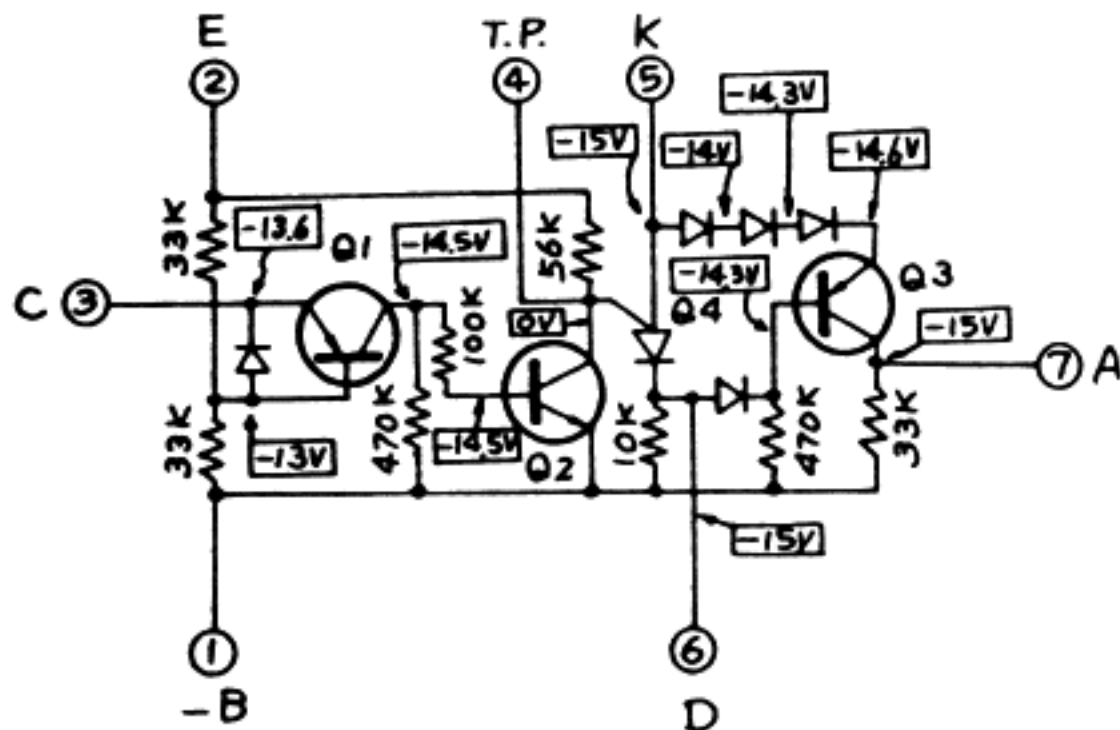 E
T.P.
K
②
④
⑤
-14.3V
-15V
-14V
-14.6V
33K
-13.6
Q1
-14.5V
56K
-14.3V
Q3
C ③
100K
0V
Q4
-15V
⑦ A
33K
-13V
470K
-14.5V
Q2
10K
470K
33K
-15V
①
⑥
-B
D